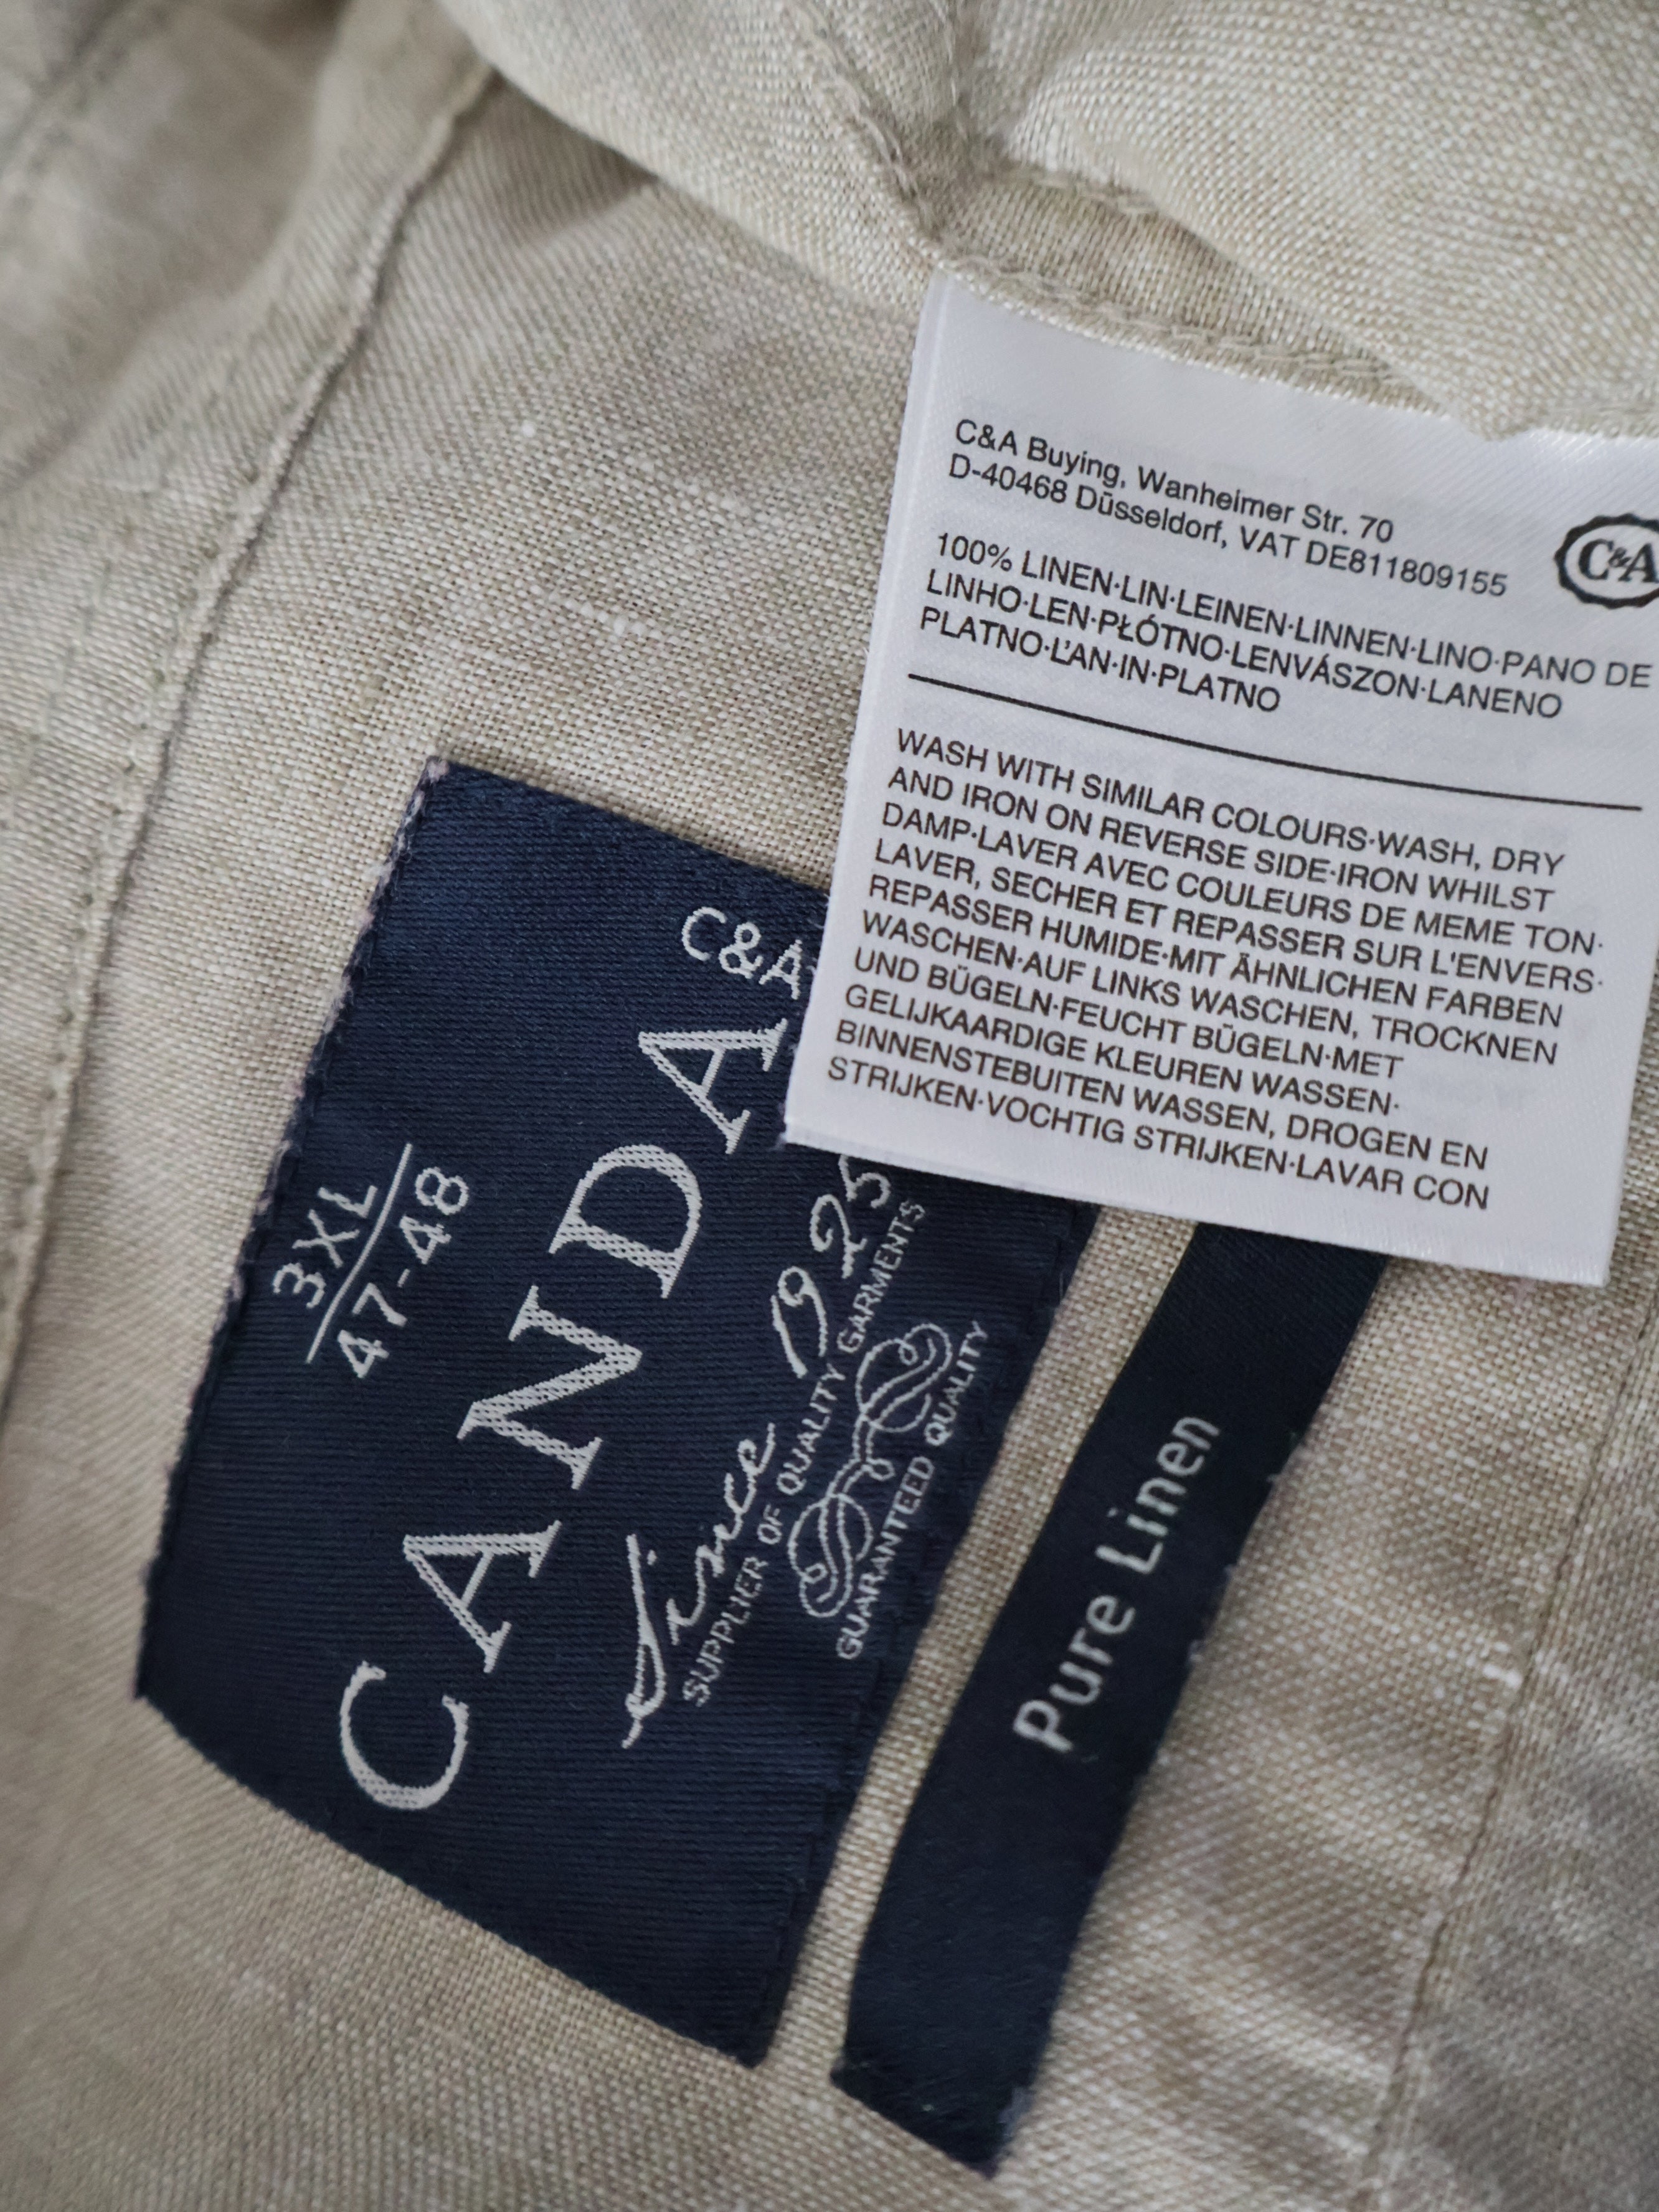 C&A Buying, Wanheimer Str. 70
D-40468 Düsseldorf, VAT DE811809155
C&A
100% LINEN·LIN·LEINEN·LINNEN·LINO·PANO DE
LINHO·LEN·PŁÓTNO·LENVÁSZON·LANENO
PLATNO·ĽAN·IN·PLATNO
WASH WITH SIMILAR COLOURS·WASH, DRY
AND IRON ON REVERSE SIDE·IRON WHILST
DAMP·LAVER AVEC COULEURS DE MEME TON·
LAVER, SECHER ET REPASSER SUR L'ENVERS·
REPASSER HUMIDE·MIT ÄHNLICHEN FARBEN
WASCHEN·AUF LINKS WASCHEN, TROCKNEN
UND BÜGELN·FEUCHT BÜGELN·MET
GELIJKAARDIGE KLEUREN WASSEN·
BINNENSTEBUITEN WASSEN, DROGEN EN
STRIJKEN·VOCHTIG STRIJKEN·LAVAR CON
3XL
47-48
C&A
CANDA
Since 1925
SUPPLIER OF QUALITY GARMENTS
GUARANTEED QUALITY
Pure Linen